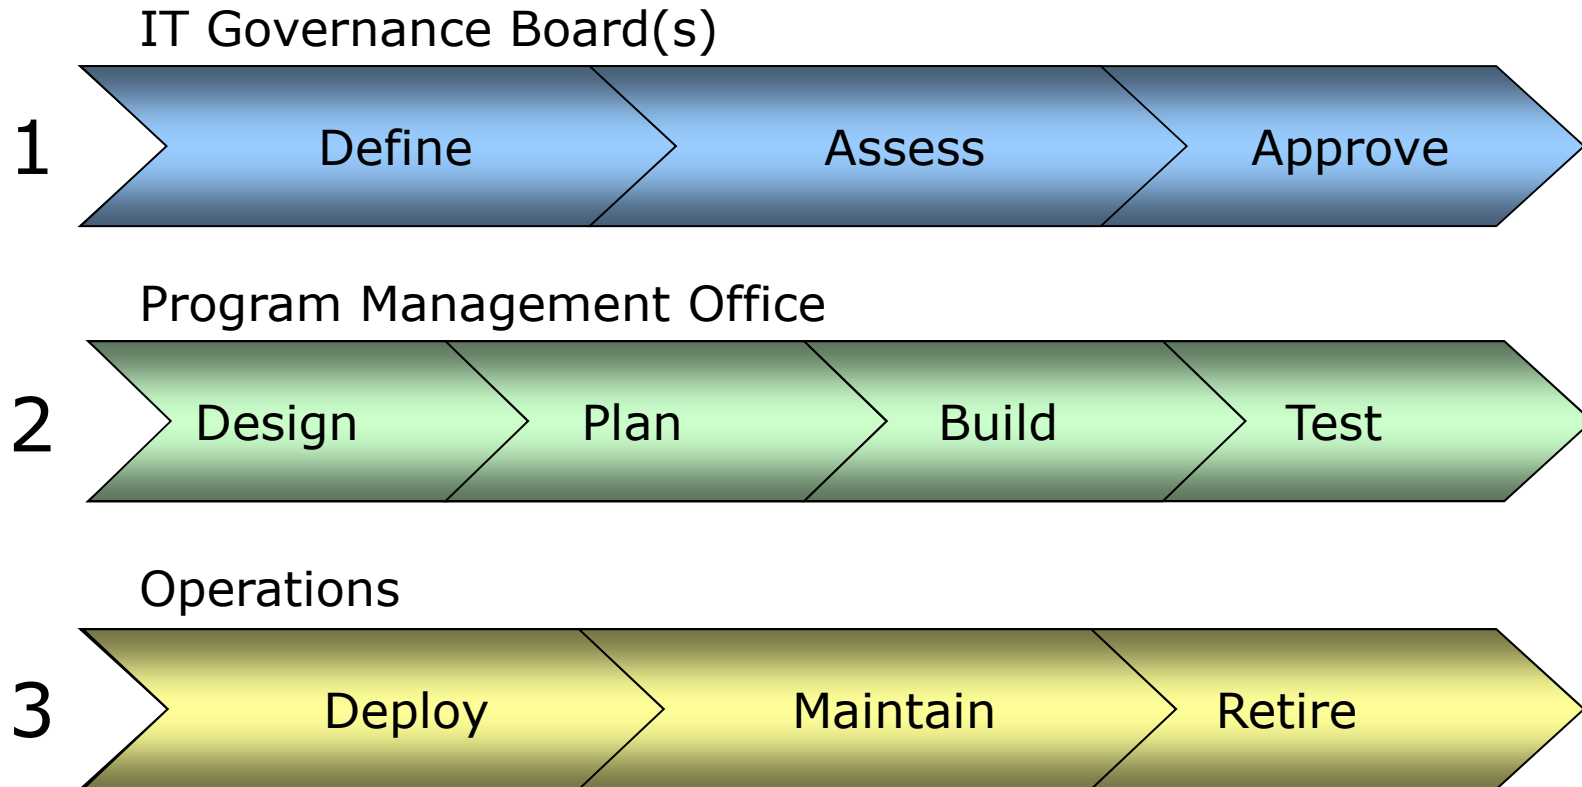 IT Governance Board(s)
1
Define Assess Approve
Program Management Office
2
Design Plan Build Test
Operations
3
Deploy Maintain Retire